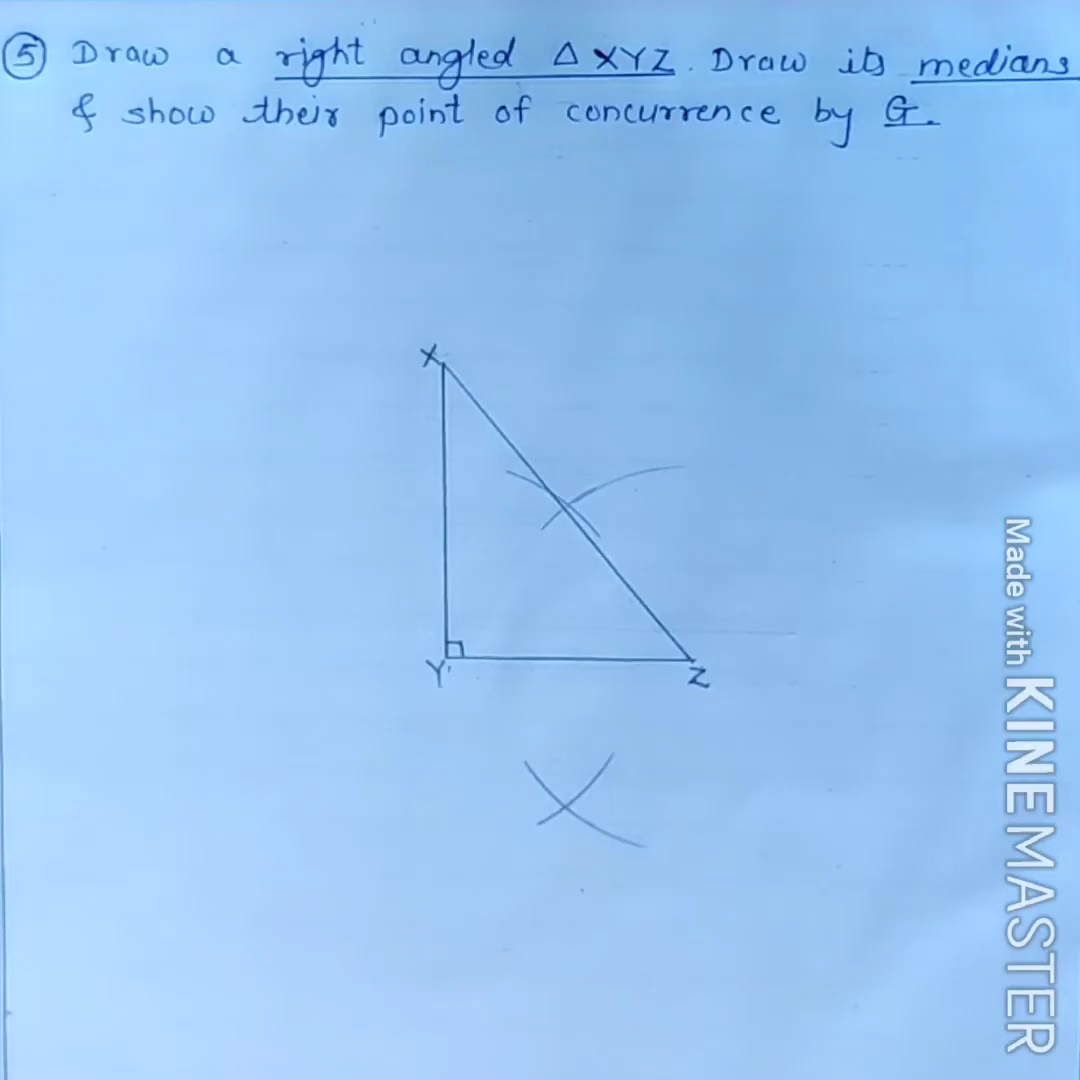 ⑤ Draw a right angled △XYZ. Draw its medians
& show their point of concurrence by G.
X
Y
Z
Made with KINEMASTER